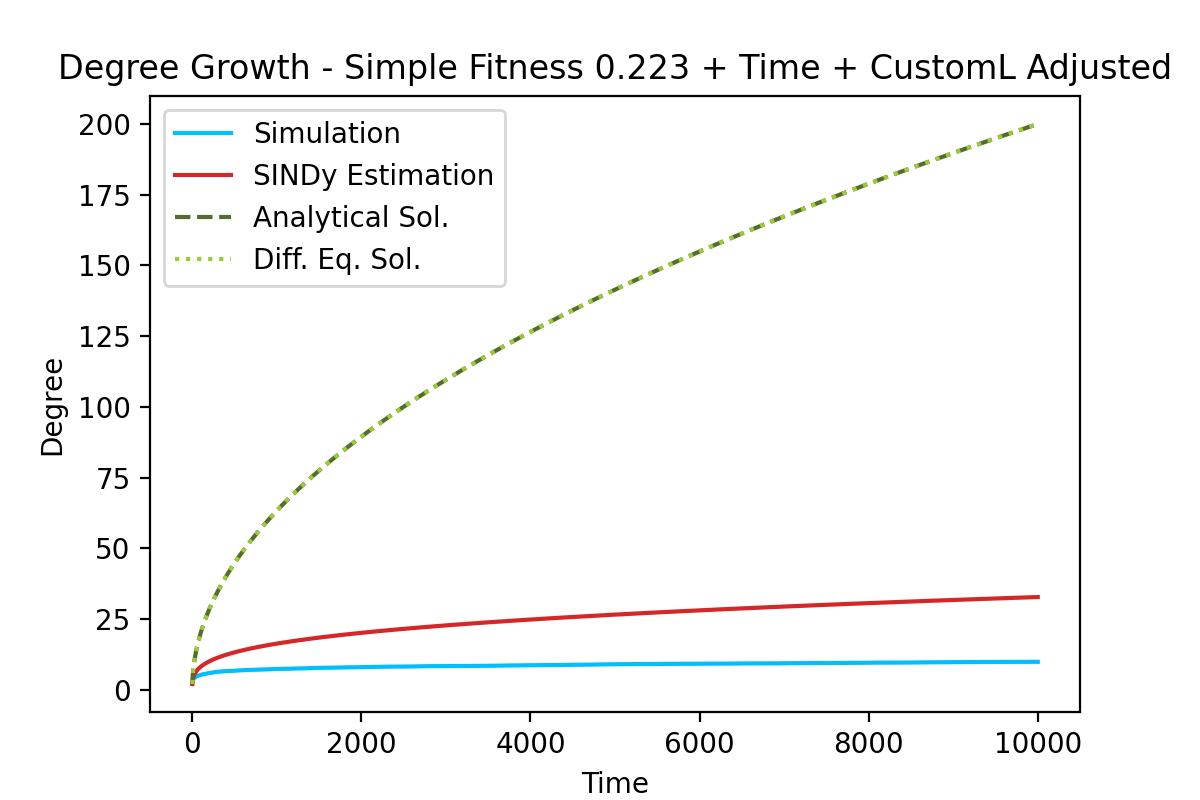 Degree Growth - Simple Fitness 0.223 + Time + CustomL Adjusted
Simulation
SINDy Estimation
Analytical Sol.
Diff. Eq. Sol.
200
175
150
125
100
75
50
25
0
Degree
0 2000 4000 6000 8000 10000
Time